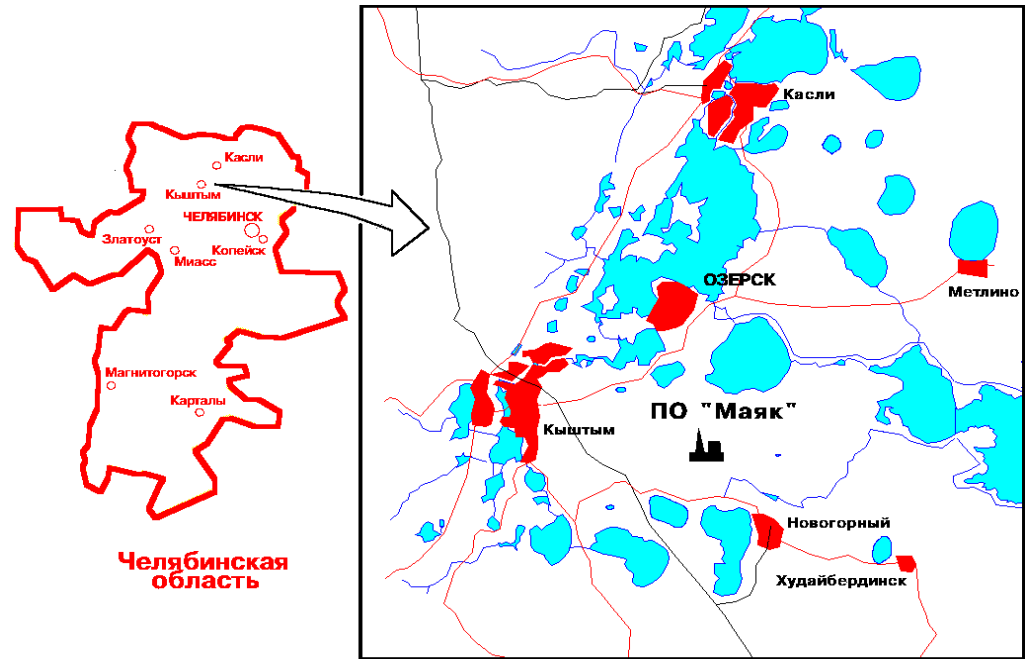 Касли
Кыштым
ЧЕЛЯБИНСК
Златоуст
Копейск
Миасс
Магнитогорск
Карталы
Челябинская
область
Касли
ОЗЕРСК
Метлино
ПО "Маяк"
Кыштым
Новогорный
Худайбердинск